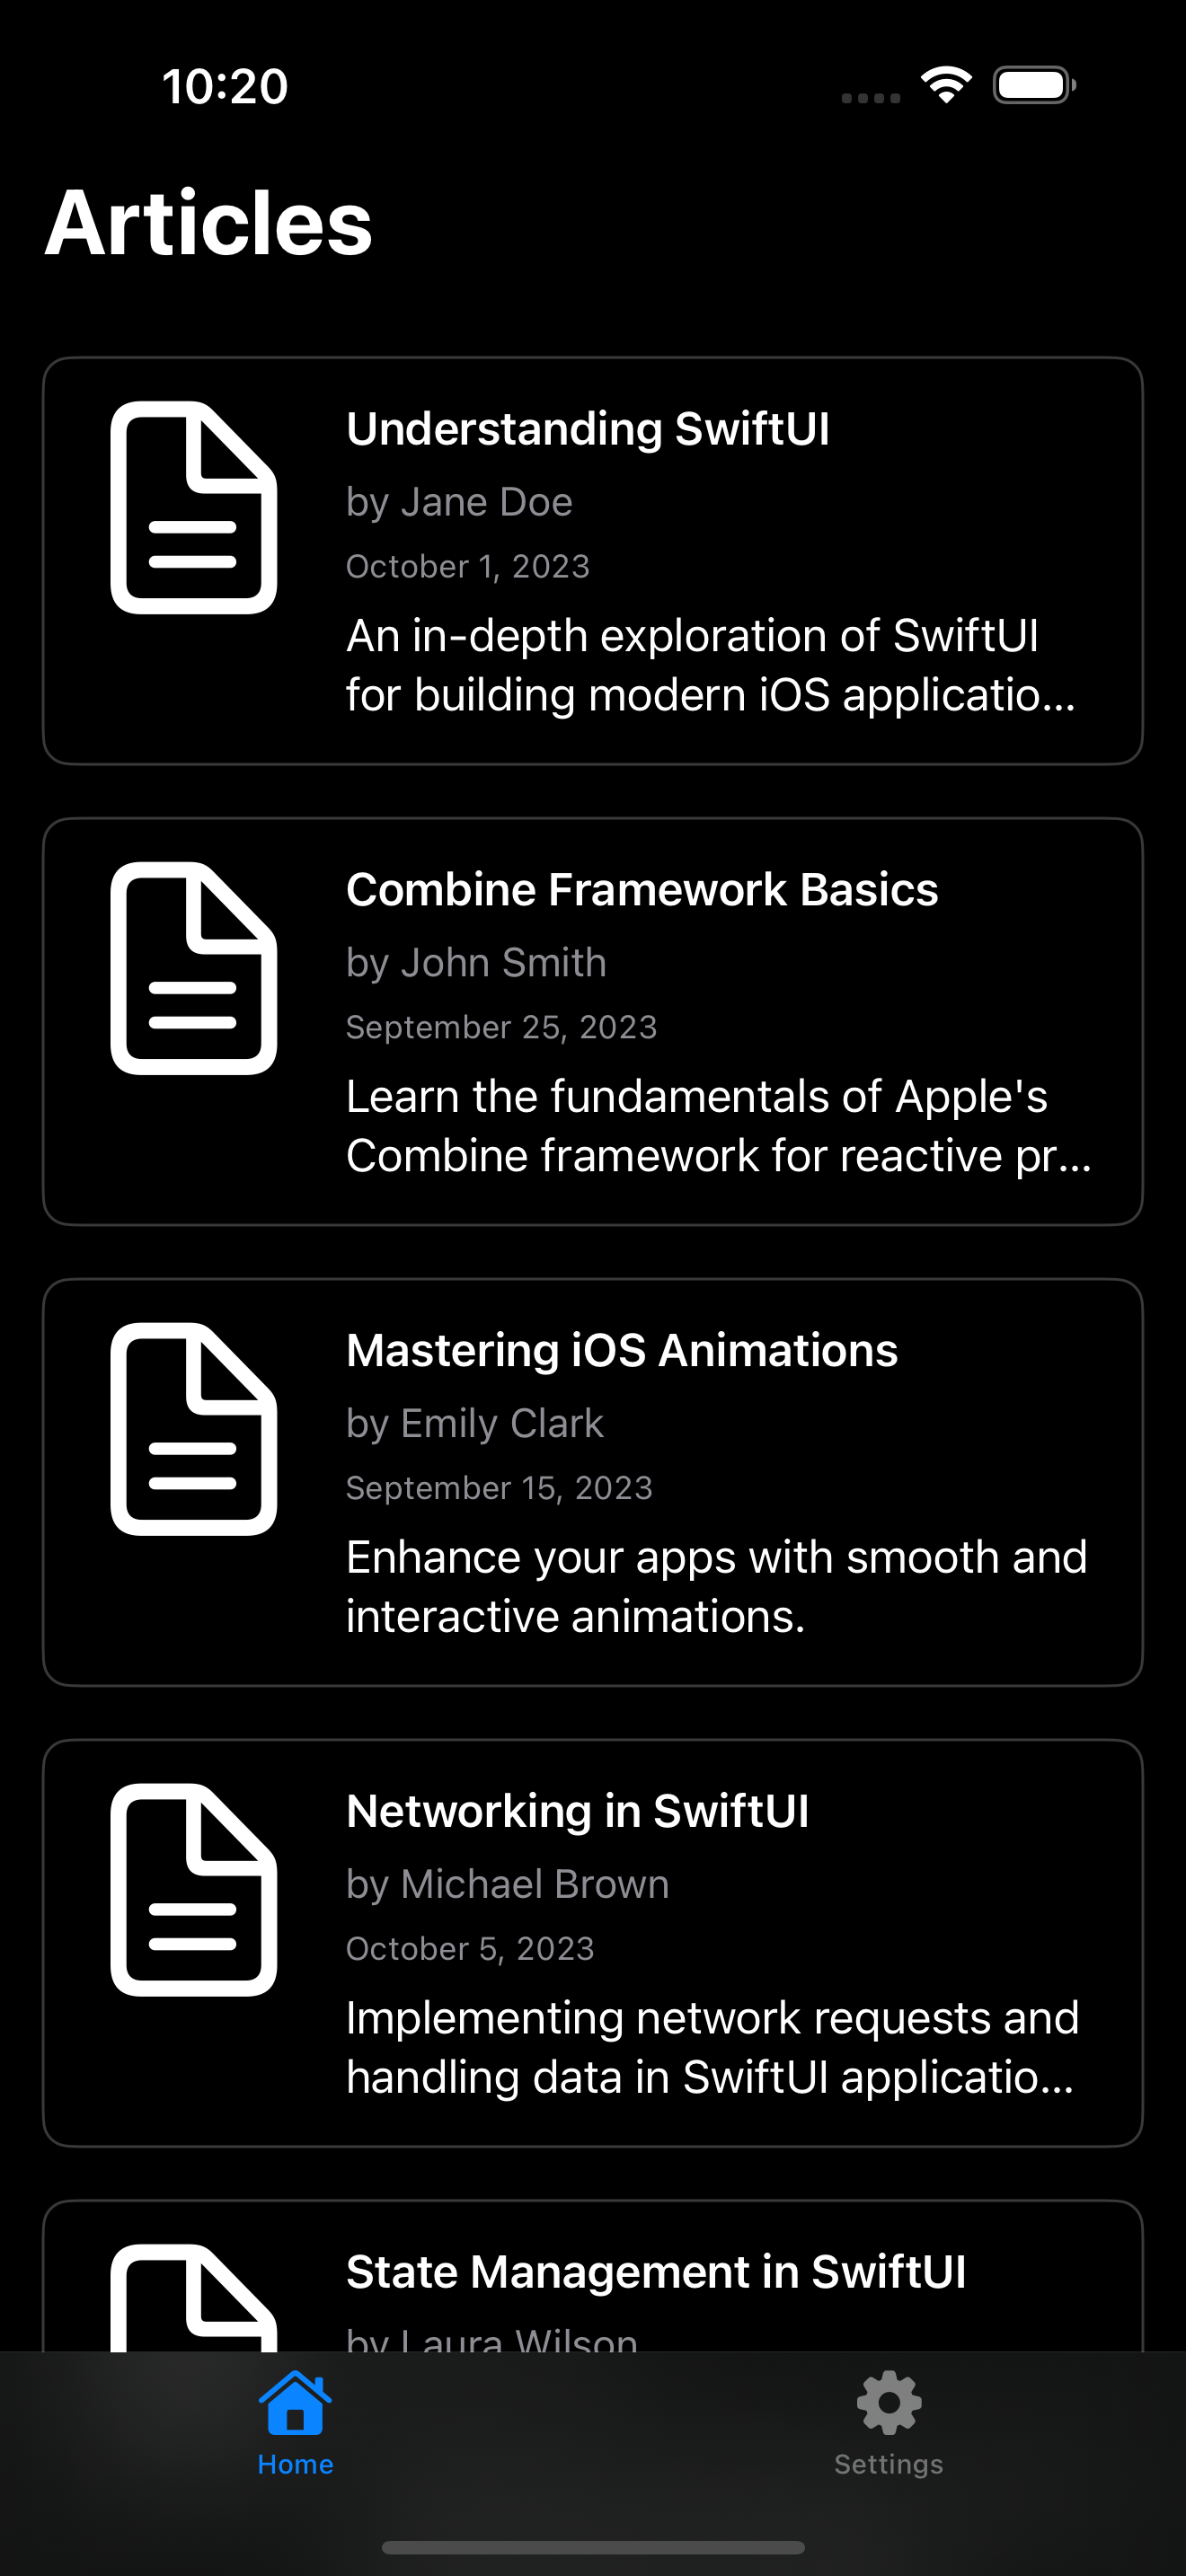 10:20
Articles
Understanding SwiftUI
by Jane Doe
October 1, 2023
An in-depth exploration of SwiftUI
for building modern iOS applicatio...
Combine Framework Basics
by John Smith
September 25, 2023
Learn the fundamentals of Apple's
Combine framework for reactive pr...
Mastering iOS Animations
by Emily Clark
September 15, 2023
Enhance your apps with smooth and
interactive animations.
Networking in SwiftUI
by Michael Brown
October 5, 2023
Implementing network requests and
handling data in SwiftUI applicatio...
State Management in SwiftUI
by Laura Wilson
Home
Settings